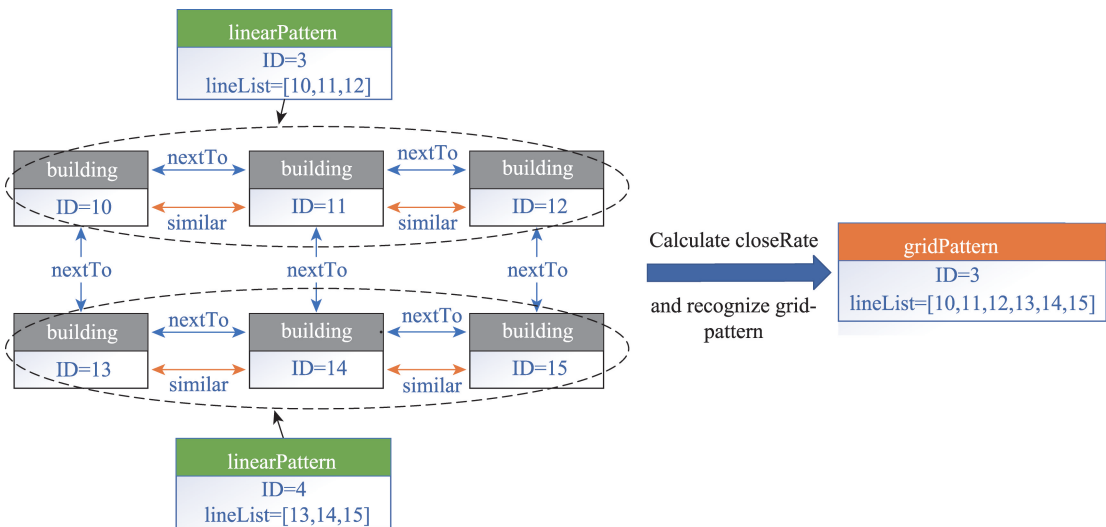 linearPattern
ID=3
lineList=[10,11,12]
building
nextTo
building
nextTo
building
ID=10
similar
ID=11
similar
ID=12
nextTo
nextTo
nextTo
building
nextTo
building
nextTo
building
ID=13
similar
ID=14
similar
ID=15
linearPattern
ID=4
lineList=[13,14,15]
Calculate closeRate
and recognize grid-
pattern
gridPattern
ID=3
lineList=[10,11,12,13,14,15]